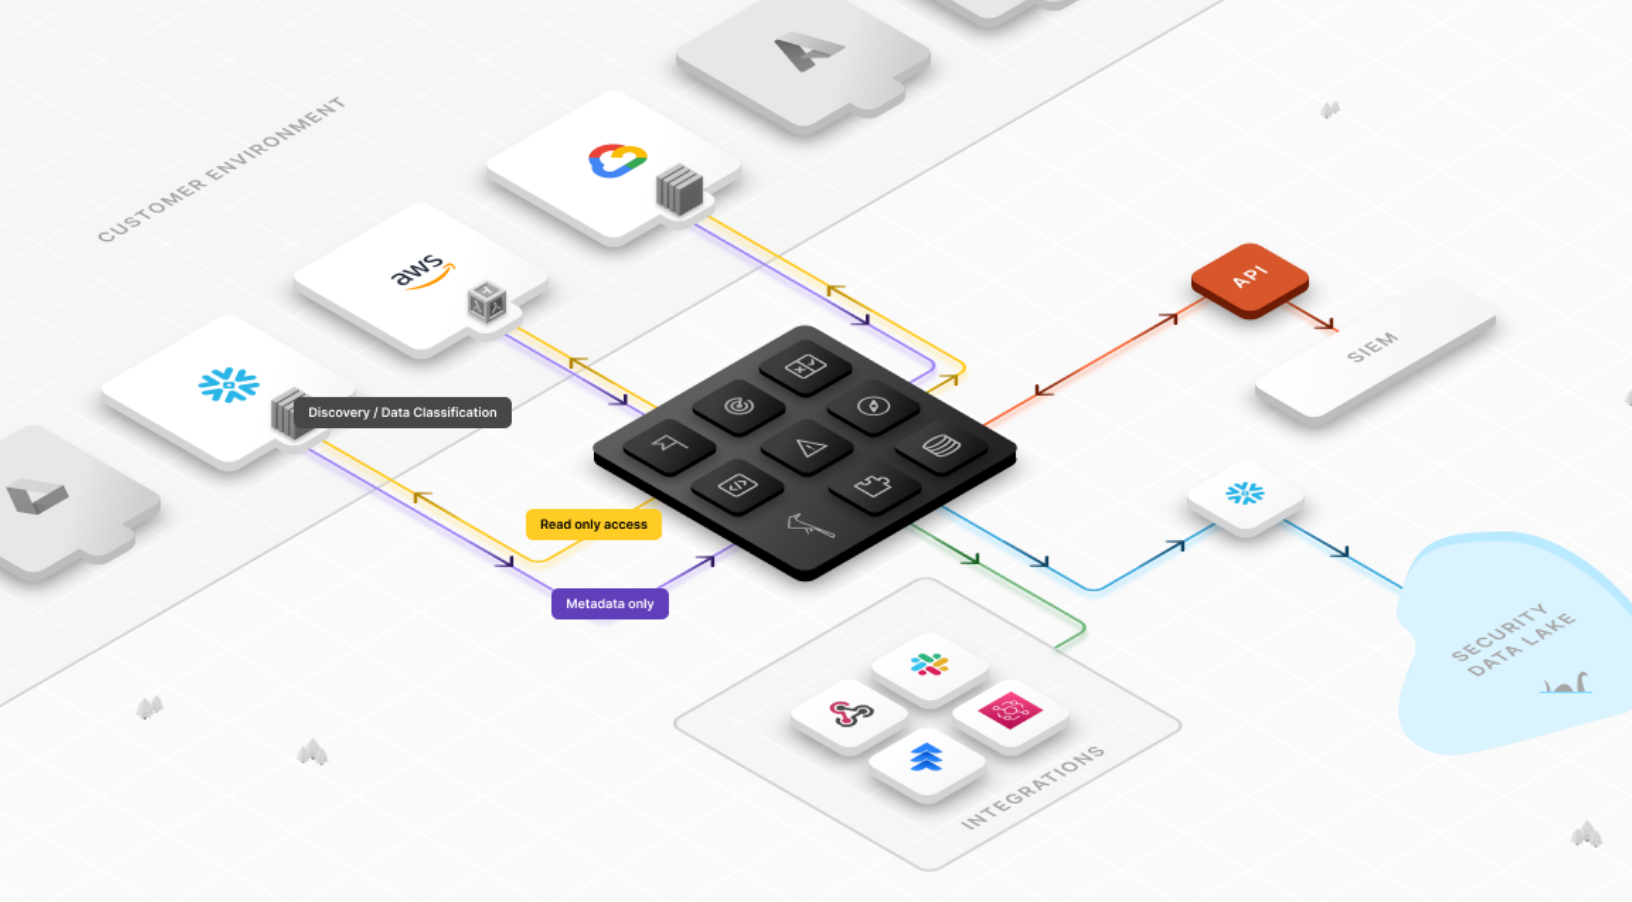 CUSTOMER ENVIRONMENT
aws
API
SIEM
Discovery / Data Classification
Read only access
Metadata only
SECURITY
DATA LAKE
INTEGRATIONS